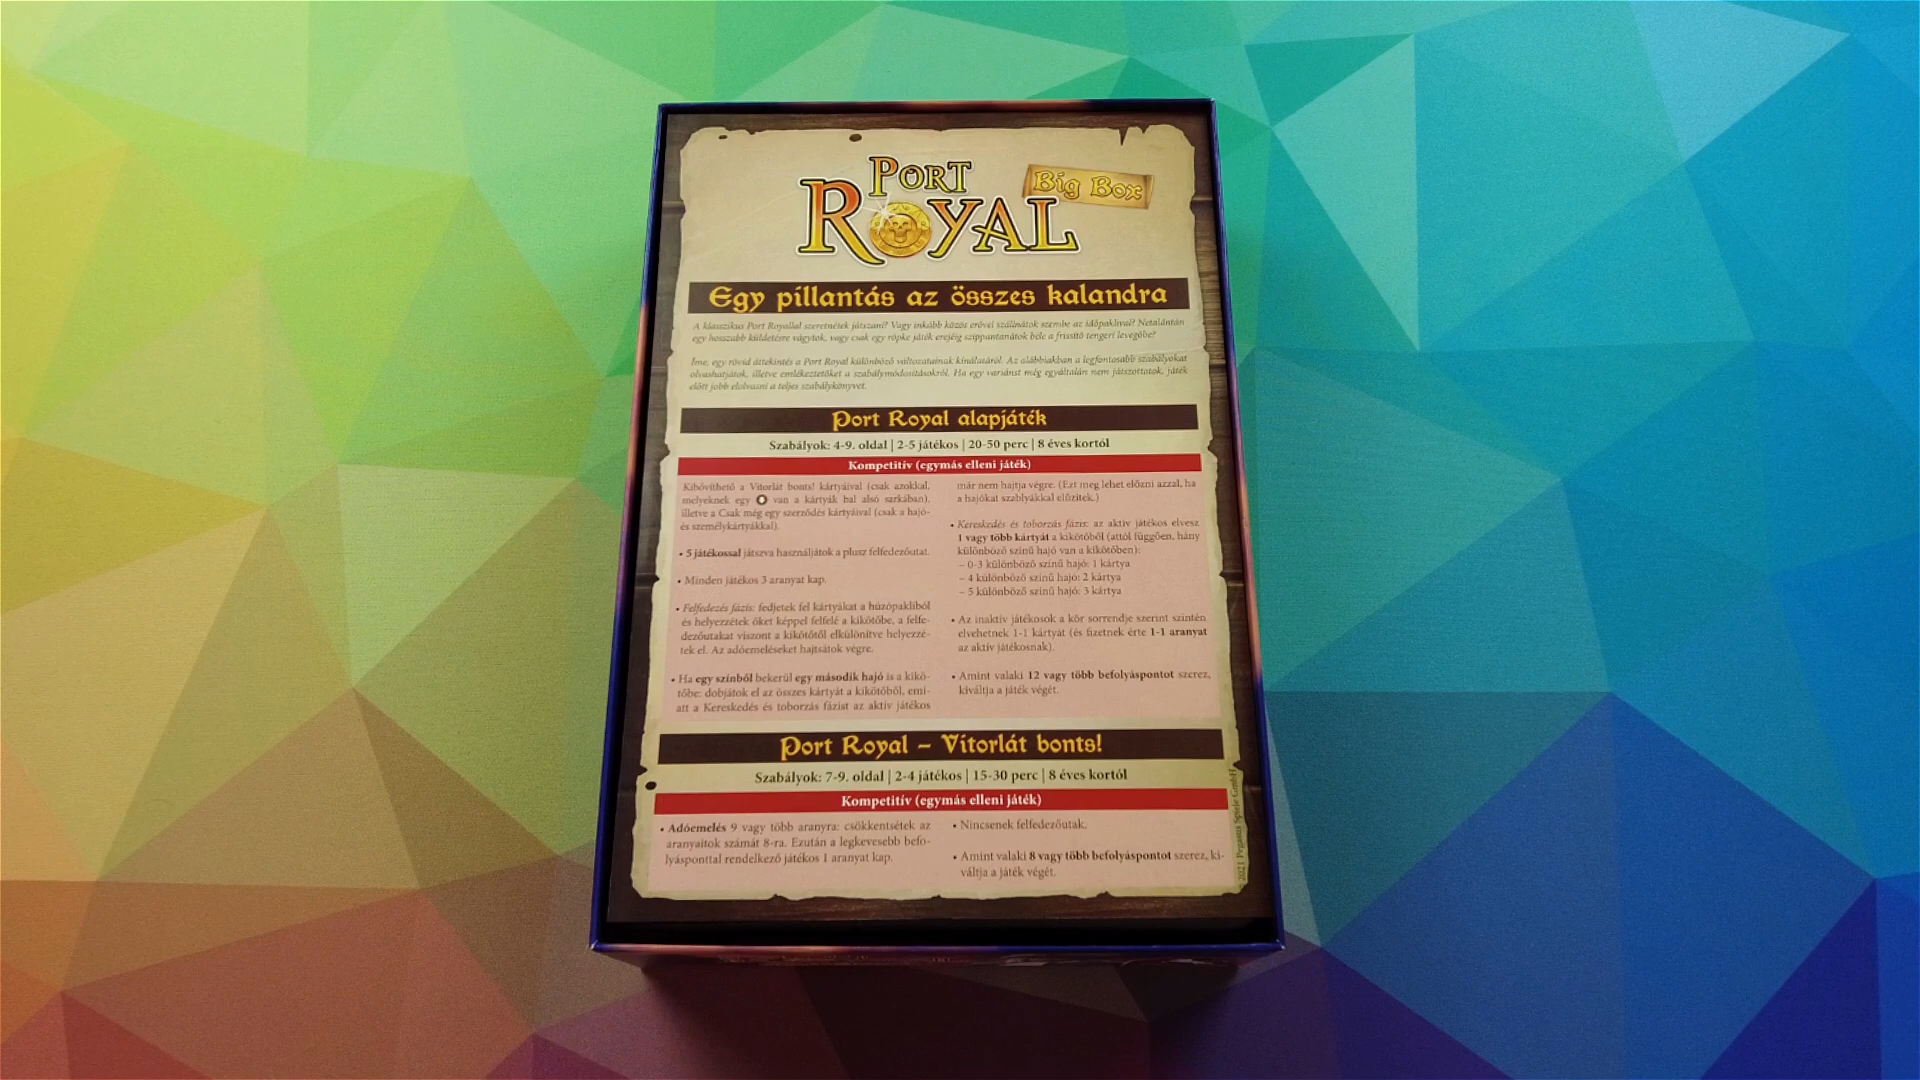 PORT
ROYAL
Big Box
Egy pillantás az összes kalandra
A klasszikus Port Royallal szeretnétek játszani? Vagy inkább közös erővel szállnátok szembe az időpaklival? Netalántán
egy hosszabb küldetésre vágytok, vagy csak egy röpke játék erejéig szippantanátok bele a frissítő tengeri levegőbe?
Íme, egy rövid áttekintés a Port Royal különböző változatainak kínálatáról. Az alábbiakban a legfontosabb szabályokat
olvashatjátok, illetve emlékeztetőket a szabálymódosításokról. Ha egy variánst még egyáltalán nem játszottatok, játék
előtt jobb elolvasni a teljes szabálykönyvet.
Port Royal alapjáték
Szabályok: 4-9. oldal | 2-5 játékos | 20-50 perc | 8 éves kortól
Kompetitív (egymás elleni játék)
Kibővíthető a Vitorlát bonts! kártyáival (csak azokkal,
melyeknek egy van a kártyák bal alsó sarkában),
illetve a Csak még egy szerződés kártyáival (csak a hajó-
és személykártyákkal).
• 5 játékossal játszva használjátok a plusz felfedezőutat.
• Minden játékos 3 aranyat kap.
• Felfedezés fázis: fedjetek fel kártyákat a húzópakliból
és helyezzétek őket képpel felfelé a kikötőbe, a felfe-
dezőutakat viszont a kikötőtől elkülönítve helyezzé-
tek el. Az adóemeléseket hajtsátok végre.
• Ha egy színből bekerül egy második hajó is a kikö-
tőbe: dobjátok el az összes kártyát a kikötőből, emi-
att a Kereskedés és toborzás fázist az aktív játékos
már nem hajtja végre. (Ezt meg lehet előzni azzal, ha
a hajókat szablyákkal elűzitek.)
• Kereskedés és toborzás fázis: az aktív játékos elvesz
1 vagy több kártyát a kikötőből (attól függően, hány
különböző színű hajó van a kikötőben):
– 0-3 különböző színű hajó: 1 kártya
– 4 különböző színű hajó: 2 kártya
– 5 különböző színű hajó: 3 kártya
• Az inaktív játékosok a kör sorrendje szerint szintén
elvehetnek 1-1 kártyát (és fizetnek érte 1-1 aranyat
az aktív játékosnak).
• Amint valaki 12 vagy több befolyáspontot szerez,
kiváltja a játék végét.
Port Royal – Vitorlát bonts!
Szabályok: 7-9. oldal | 2-4 játékos | 15-30 perc | 8 éves kortól
Kompetitív (egymás elleni játék)
• Adóemelés 9 vagy több aranyra: csökkentsétek az
aranyaitok számát 8-ra. Ezután a legkevesebb befo-
lyásponttal rendelkező játékos 1 aranyat kap.
• Nincsenek felfedezőutak.
• Amint valaki 8 vagy több befolyáspontot szerez, ki-
váltja a játék végét.
© 2021 Pegasus Spiele GmbH